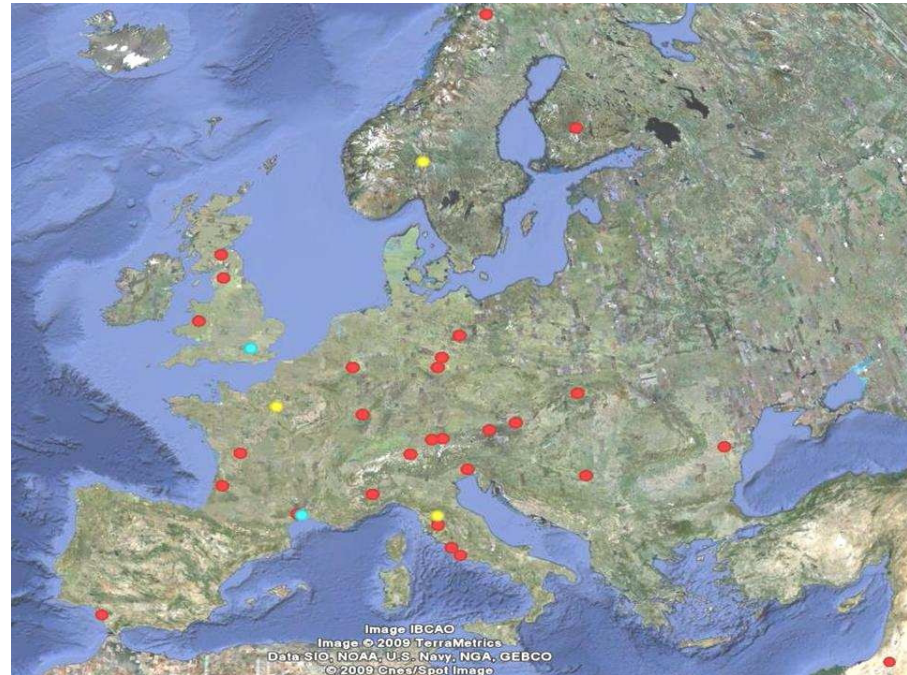 Image IBCAO
Image © 2009 TerraMetrics
Data SIO, NOAA, U.S. Navy, NGA, GEBCO
© 2009 Cnes/Spot Image